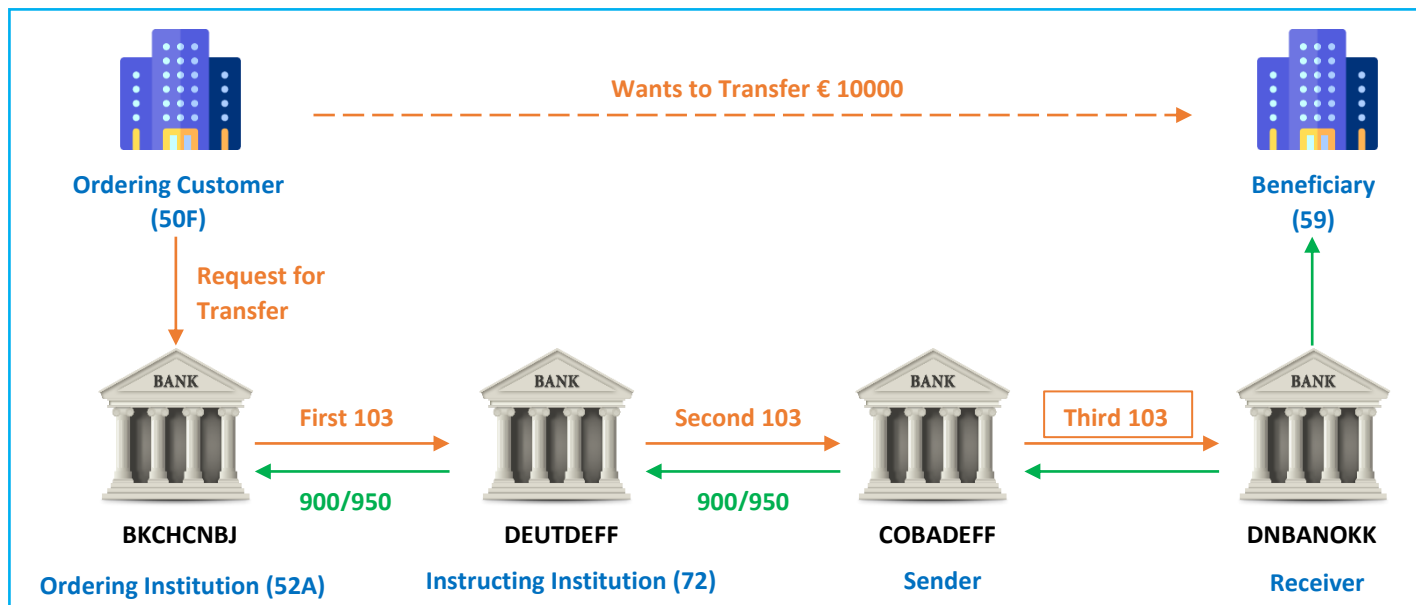 Wants to Transfer € 10000
Ordering Customer
(50F)
Beneficiary
(59)
Request for
Transfer
BANK
BANK
BANK
BANK
First 103
Second 103
Third 103
900/950
900/950
BKCHCNBJ
DEUTDEFF
COBADEFF
DNBANOKK
Ordering Institution (52A)
Instructing Institution (72)
Sender
Receiver